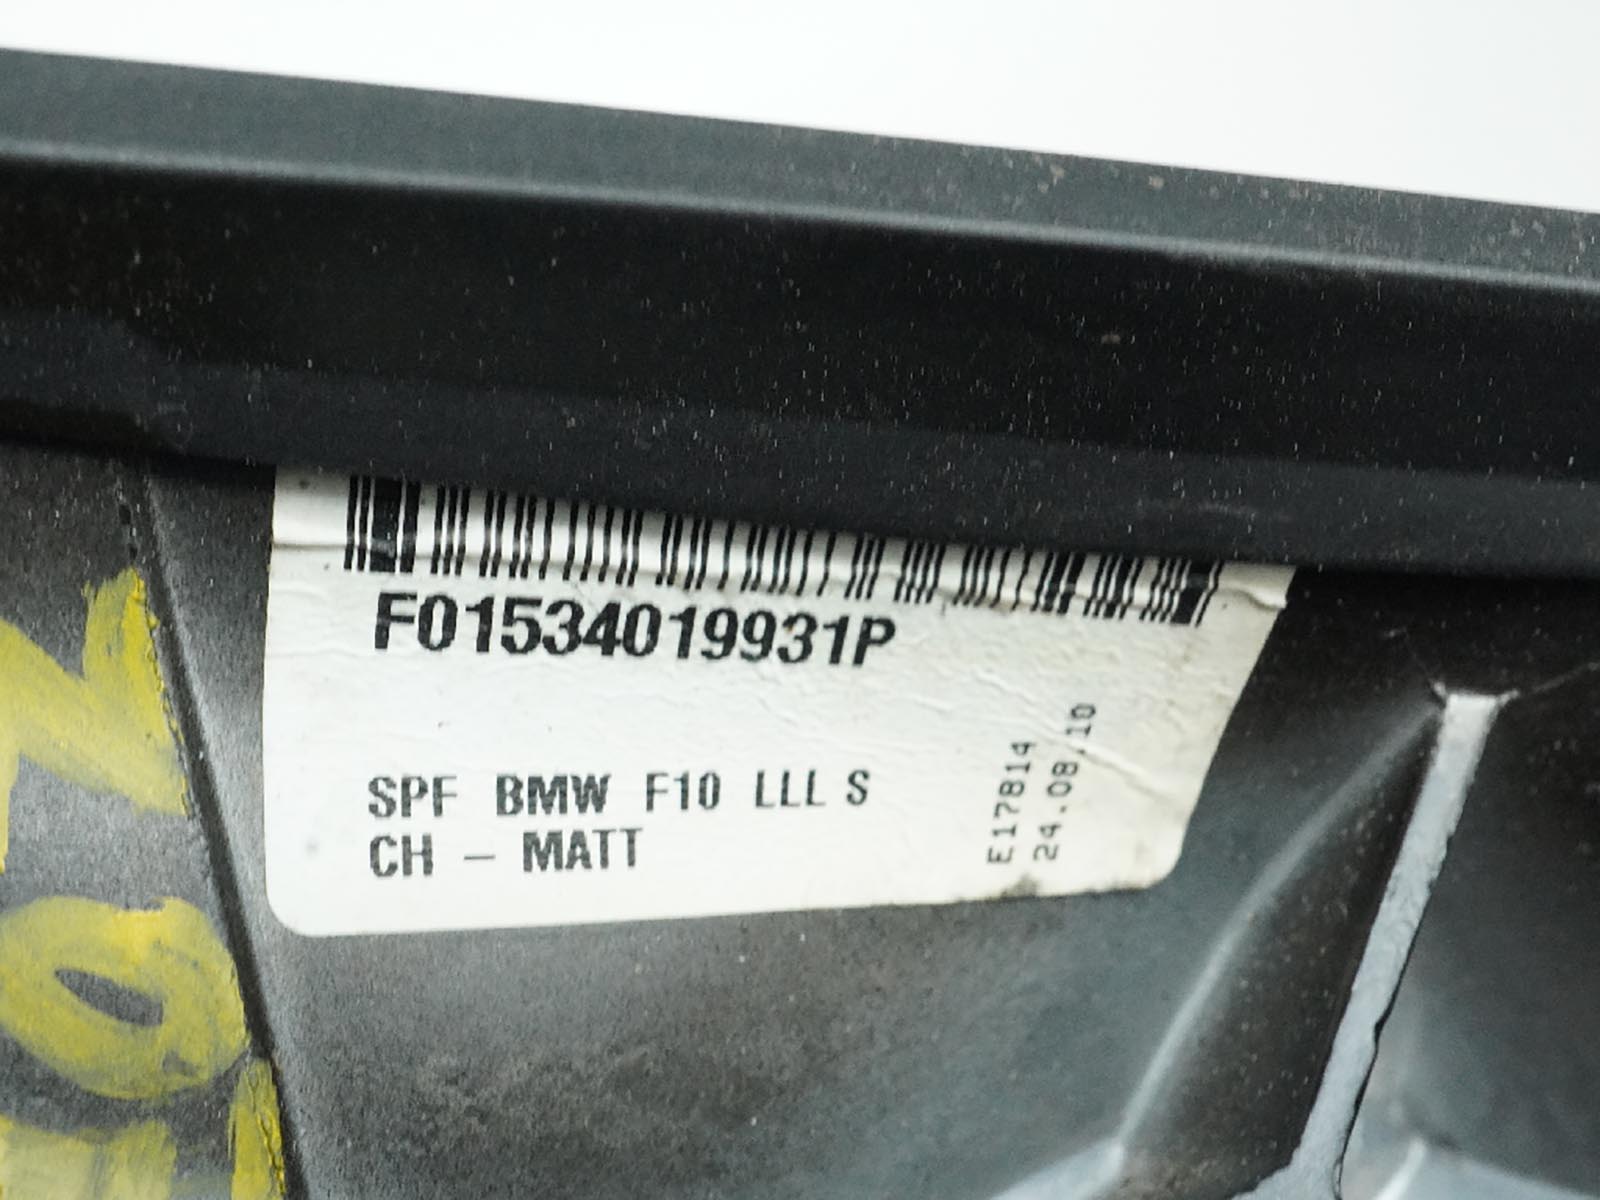 F01534019931P
SPF BMW F10 LLL S
CH - MATT
E17814
24.08.10